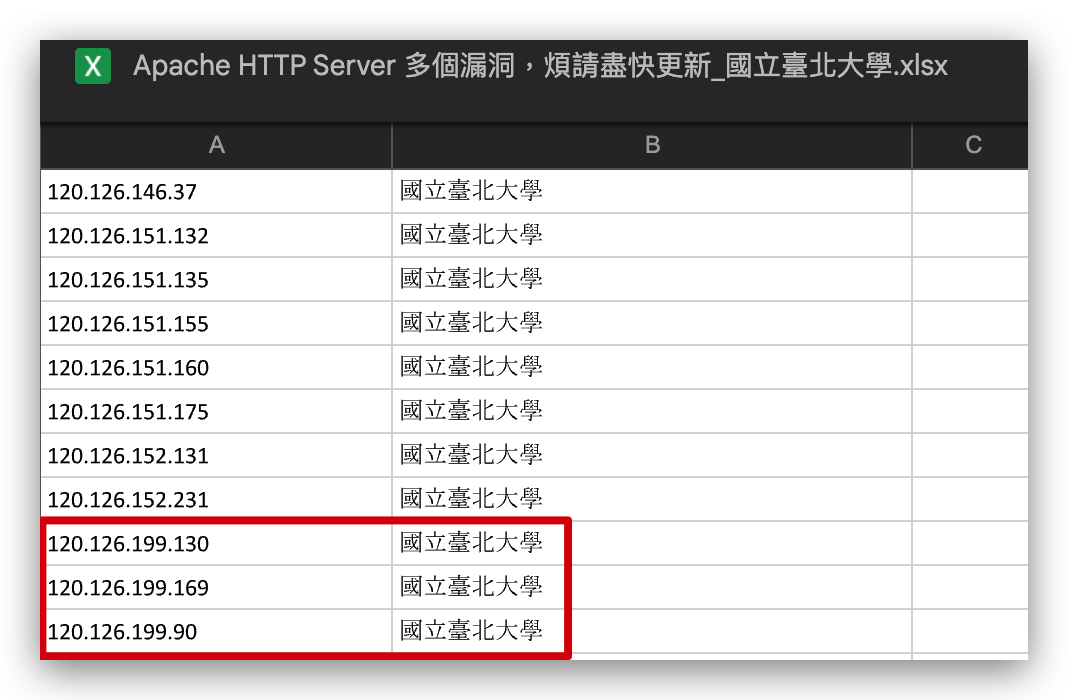 X Apache HTTP Server 多個漏洞，煩請盡快更新_國立臺北大學.xlsx
A B C
120.126.146.37 國立臺北大學
120.126.151.132 國立臺北大學
120.126.151.135 國立臺北大學
120.126.151.155 國立臺北大學
120.126.151.160 國立臺北大學
120.126.151.175 國立臺北大學
120.126.152.131 國立臺北大學
120.126.152.231 國立臺北大學
120.126.199.130 國立臺北大學
120.126.199.169 國立臺北大學
120.126.199.90 國立臺北大學